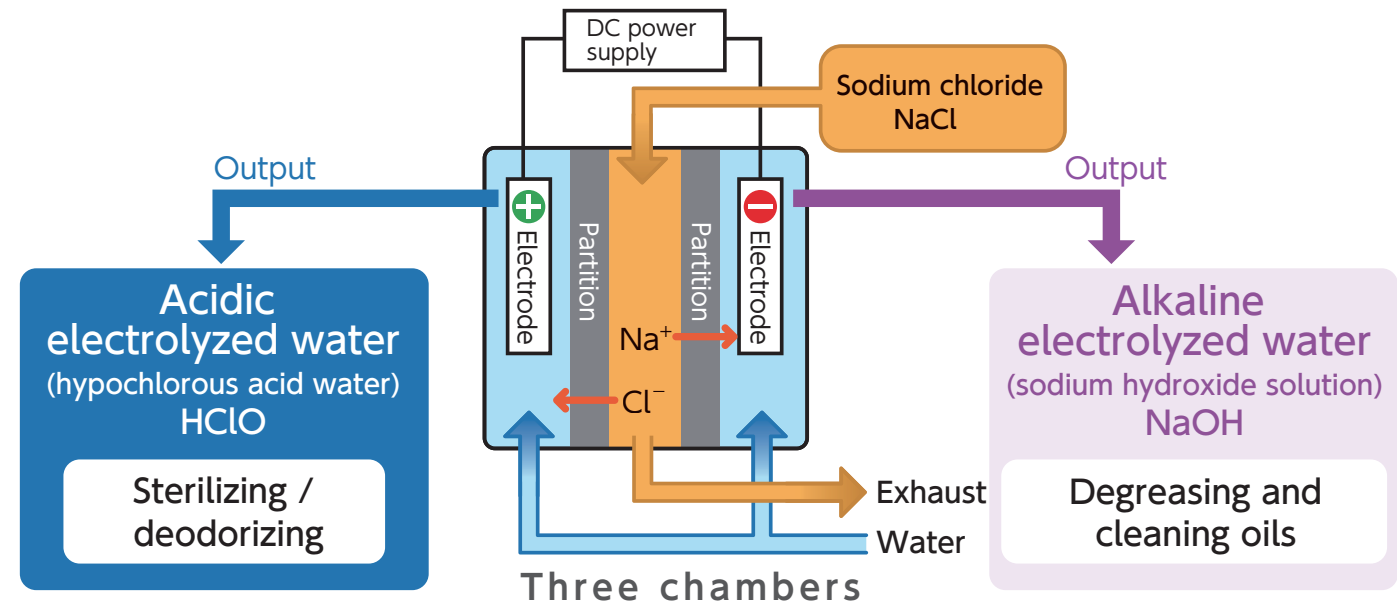 DC power
supply
Sodium chloride
NaCl
Output
Output
Electrode
Partition
Partition
Electrode
Na⁺
Cl⁻
Acidic
electrolyzed water
(hypochlorous acid water)
HClO
Sterilizing /
deodorizing
Alkaline
electrolyzed water
(sodium hydroxide solution)
NaOH
Degreasing and
cleaning oils
Exhaust
Water
Three chambers